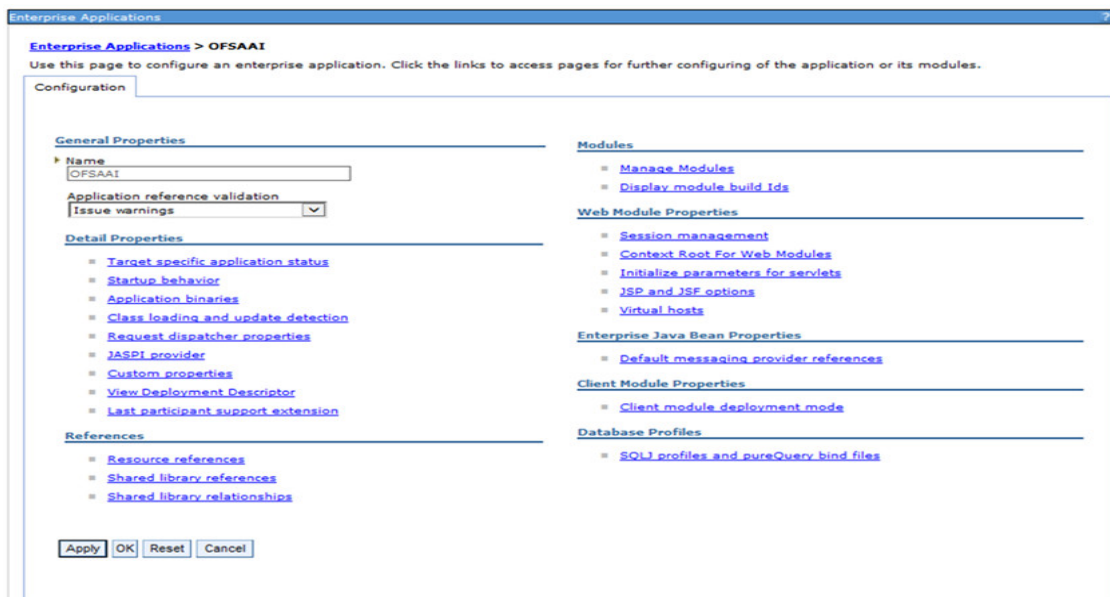 Enterprise Applications
?
Enterprise Applications > OFSAAI
Use this page to configure an enterprise application. Click the links to access pages for further configuring of the application or its modules.
Configuration
General Properties
Name
OFSAAI
Application reference validation
Issue warnings
Detail Properties
Target specific application status
Startup behavior
Application binaries
Class loading and update detection
Request dispatcher properties
JASPI provider
Custom properties
View Deployment Descriptor
Last participant support extension
References
Resource references
Shared library references
Shared library relationships
Modules
Manage Modules
Display module build Ids
Web Module Properties
Session management
Context Root For Web Modules
Initialize parameters for servlets
JSP and JSF options
Virtual hosts
Enterprise Java Bean Properties
Default messaging provider references
Client Module Properties
Client module deployment mode
Database Profiles
SQLJ profiles and pureQuery bind files
Apply OK Reset Cancel